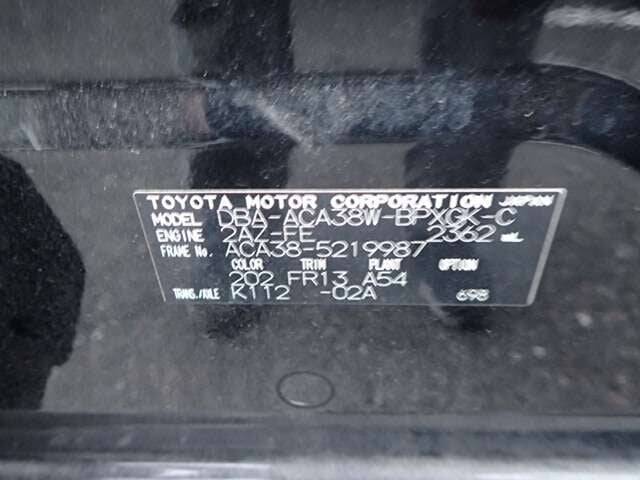 TOYOTA MOTOR CORPORATION JAPAN
MODEL DBA-ACA38W-BPXGK-C
ENGINE 2AZ-FE 2362 mL
FRAME NO. ACA38-5219987
COLOR TRIM PLANT OPTION
202 FR13 A54
TRANS./AXLE K112 -02A 698